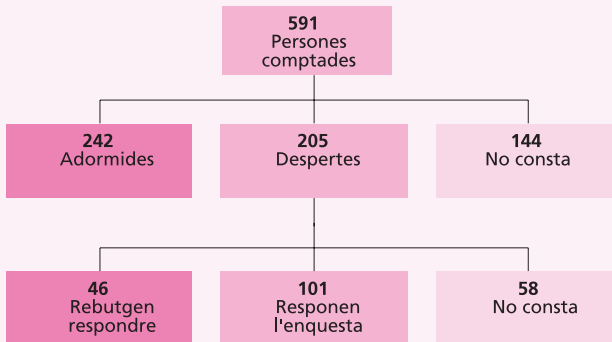 591
Persones
comptades
242
Adormides
205
Despertes
144
No consta
46
Rebutgen
respondre
101
Responen
l'enquesta
58
No consta